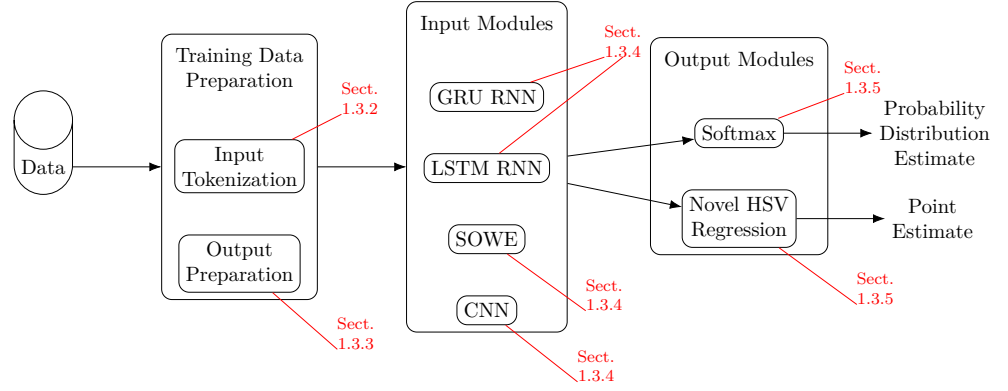 Data
Training Data
Preparation
Sect.
1.3.2
Input
Tokenization
Output
Preparation
Sect.
1.3.3
Input Modules
Sect.
1.3.4
GRU RNN
LSTM RNN
SOWE
Sect.
1.3.4
CNN
Sect.
1.3.4
Output Modules
Sect.
1.3.5
Softmax
Novel HSV
Regression
Sect.
1.3.5
Probability
Distribution
Estimate
Point
Estimate